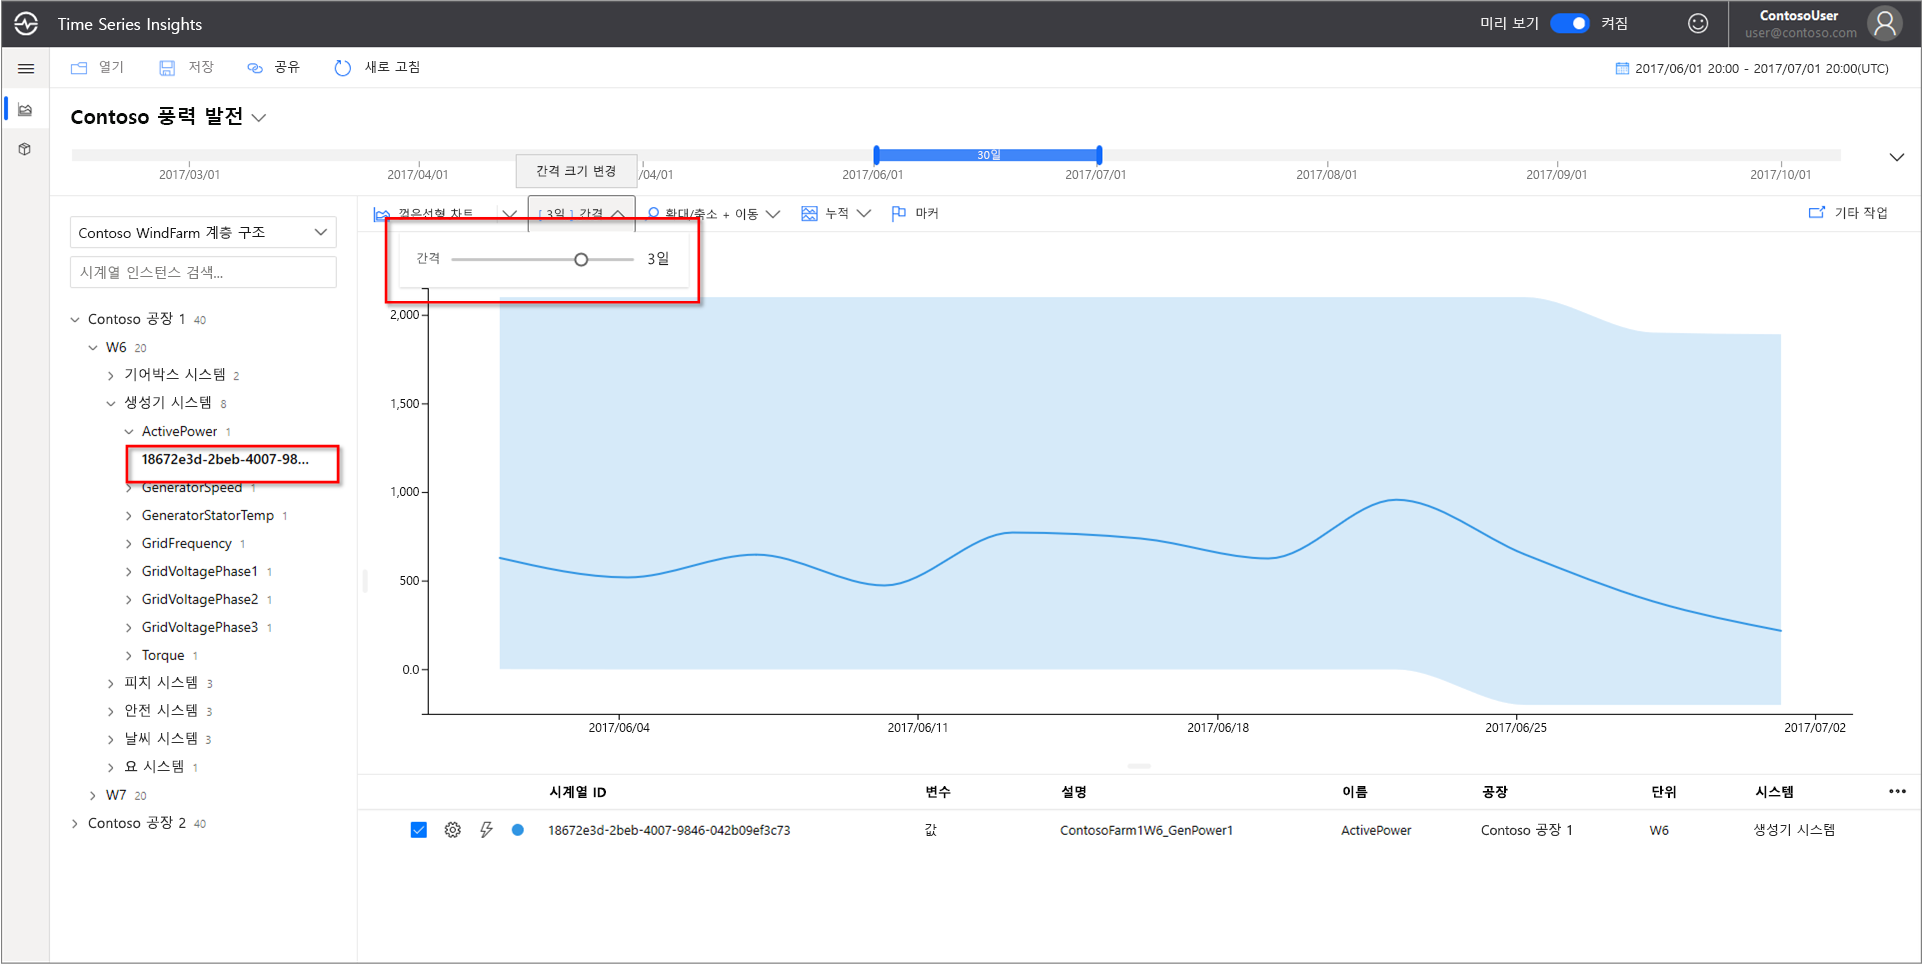 Time Series Insights
미리 보기 켜짐
ContosoUser
user@contoso.com
열기 저장 공유 새로 고침
2017/06/01 20:00 - 2017/07/01 20:00(UTC)
Contoso 풍력 발전
30일
간격 크기 변경
2017/03/01 2017/04/01 /04/01 2017/06/01 2017/07/01 2017/08/01 2017/09/01 2017/10/01
꺾은선형 차트 [ 3일 ] 간격 확대/축소 + 이동 누적 마커 기타 작업
간격 3일
Contoso WindFarm 계층 구조
시계열 인스턴스 검색...
Contoso 공장 1 40
W6 20
기어박스 시스템 2
생성기 시스템 8
ActivePower 1
18672e3d-2beb-4007-98...
GeneratorSpeed 1
GeneratorStatorTemp 1
GridFrequency 1
GridVoltagePhase1 1
GridVoltagePhase2 1
GridVoltagePhase3 1
Torque 1
피치 시스템 3
안전 시스템 3
날씨 시스템 3
요 시스템 1
W7 20
Contoso 공장 2 40
2,000
1,500
1,000
500
0.0
2017/06/04 2017/06/11 2017/06/18 2017/06/25 2017/07/02
시계열 ID 변수 설명 이름 공장 단위 시스템
18672e3d-2beb-4007-9846-042b09ef3c73 값 ContosoFarm1W6_GenPower1 ActivePower Contoso 공장 1 W6 생성기 시스템